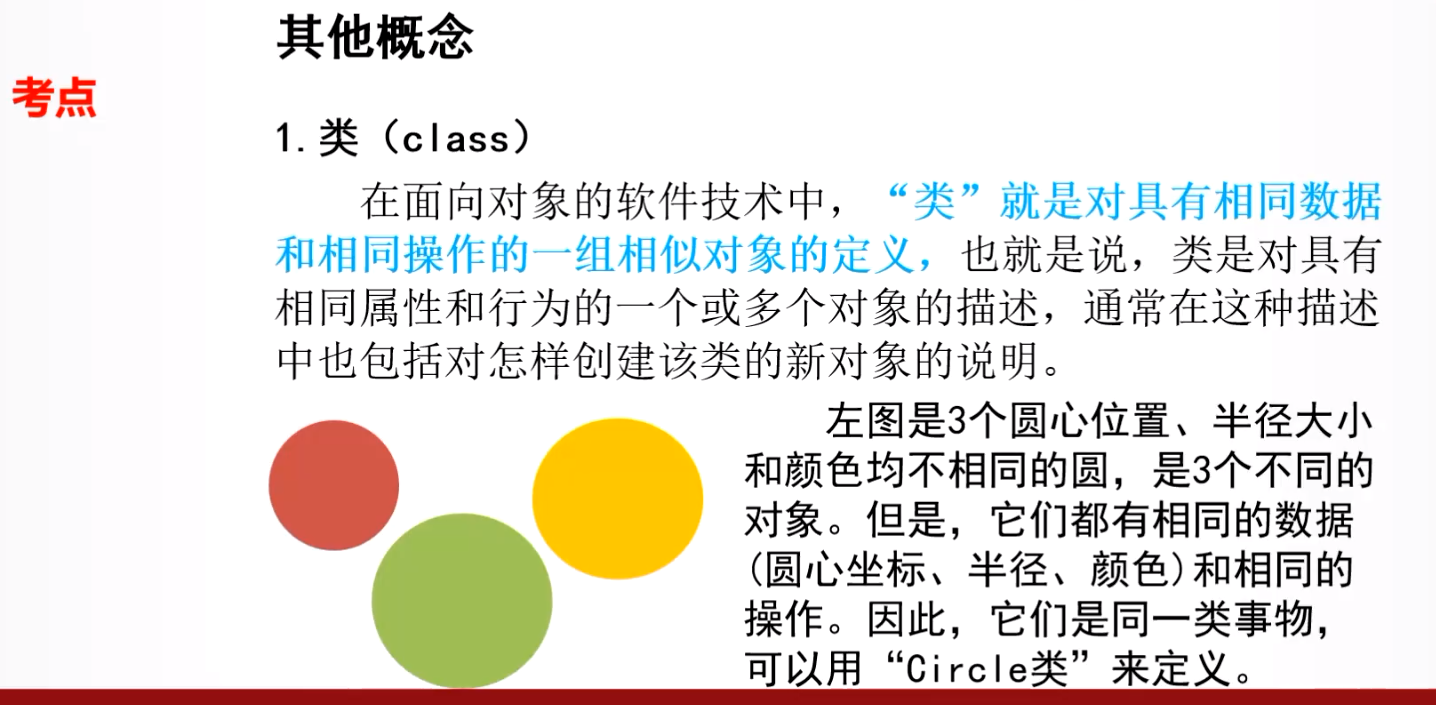 其他概念
考点
1. 类（class）
在面向对象的软件技术中，“类”就是对具有相同数据
和相同操作的一组相似对象的定义，也就是说，类是对具有
相同属性和行为的一个或多个对象的描述，通常在这种描述
中也包括对怎样创建该类的新对象的说明。
左图是3个圆心位置、半径大小
和颜色均不相同的圆，是3个不同的
对象。但是，它们都有相同的数据
(圆心坐标、半径、颜色)和相同的
操作。因此，它们是同一类事物，
可以用“Circle类”来定义。